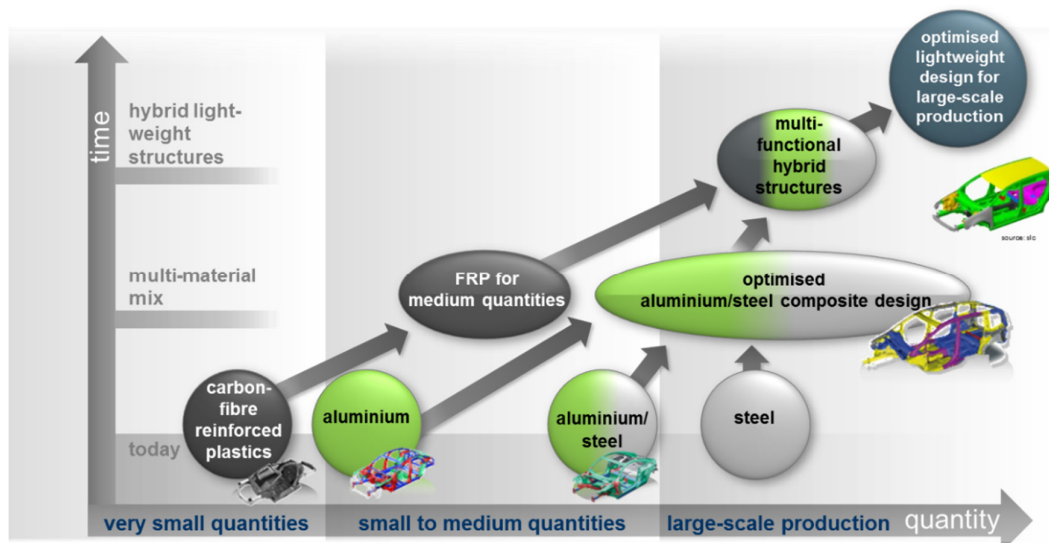 optimised
lightweight
design for
large-scale
production
hybrid light-
weight
structures
time
multi-
functional
hybrid
structures
source: slc
multi-material
mix
FRP for
medium quantities
optimised
aluminium/steel composite design
carbon-
fibre
reinforced
plastics
aluminium
aluminium/
steel
steel
today
very small quantities
small to medium quantities
large-scale production
quantity